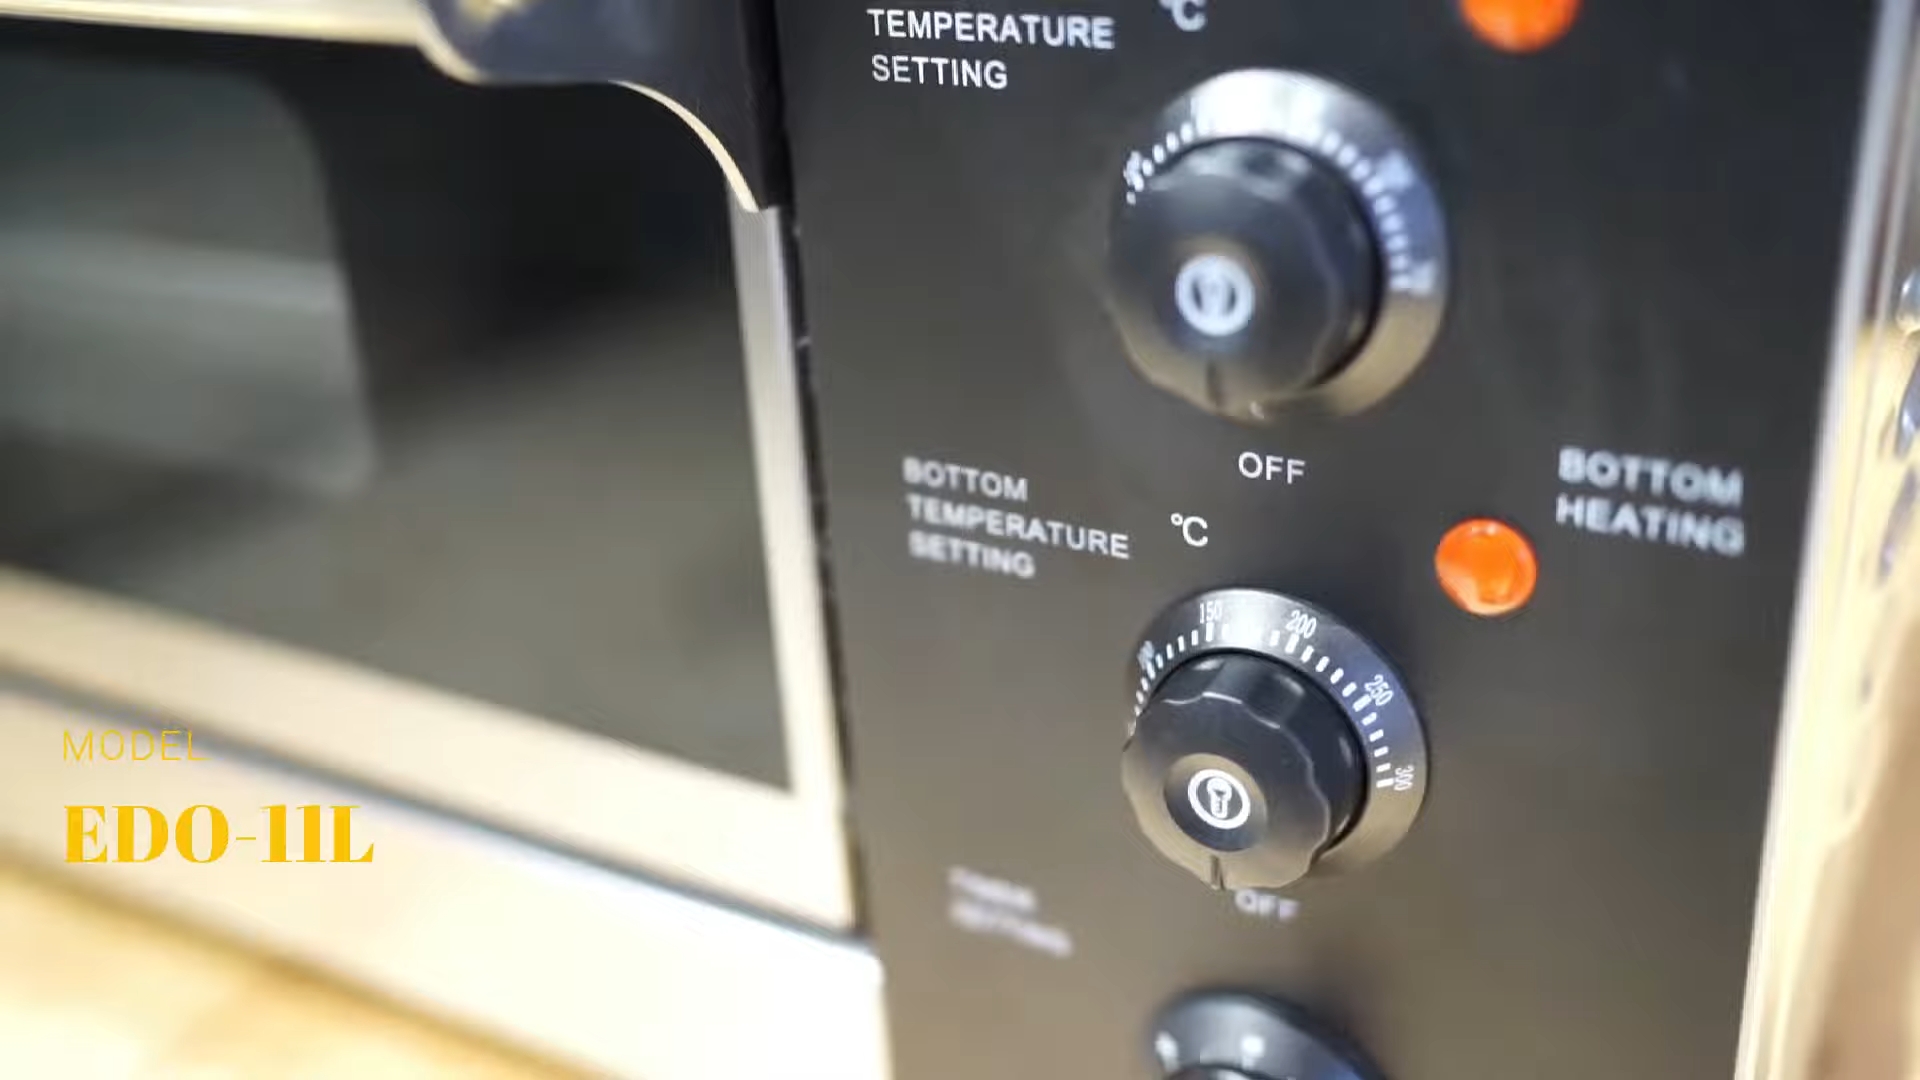 °C
TEMPERATURE
SETTING
OFF
BOTTOM
TEMPERATURE
SETTING
°C
BOTTOM
HEATING
150
200
250
300
OFF
MODEL
EDO-11L